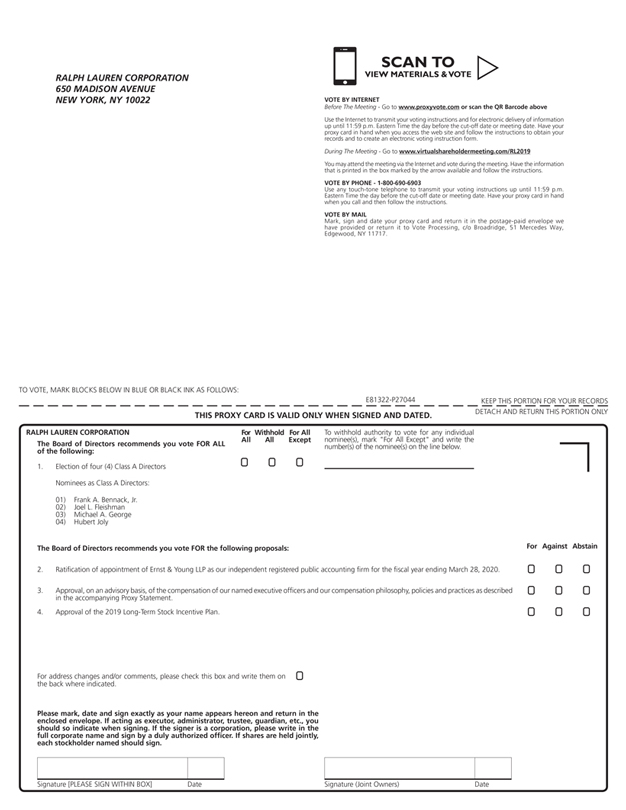 RALPH LAUREN CORPORATION
650 MADISON AVENUE
NEW YORK, NY 10022
SCAN TO
VIEW MATERIALS & VOTE
VOTE BY INTERNET
Before The Meeting - Go to www.proxyvote.com or scan the QR Barcode above
Use the Internet to transmit your voting instructions and for electronic delivery of information
up until 11:59 p.m. Eastern Time the day before the cut-off date or meeting date. Have your
proxy card in hand when you access the web site and follow the instructions to obtain your
records and to create an electronic voting instruction form.
During The Meeting - Go to www.virtualshareholdermeeting.com/RL2019
You may attend the meeting via the Internet and vote during the meeting. Have the information
that is printed in the box marked by the arrow available and follow the instructions.
VOTE BY PHONE - 1-800-690-6903
Use any touch-tone telephone to transmit your voting instructions up until 11:59 p.m.
Eastern Time the day before the cut-off date or meeting date. Have your proxy card in hand
when you call and then follow the instructions.
VOTE BY MAIL
Mark, sign and date your proxy card and return it in the postage-paid envelope we
have provided or return it to Vote Processing, c/o Broadridge, 51 Mercedes Way,
Edgewood, NY 11717.
TO VOTE, MARK BLOCKS BELOW IN BLUE OR BLACK INK AS FOLLOWS:
E81322-P27044
KEEP THIS PORTION FOR YOUR RECORDS
DETACH AND RETURN THIS PORTION ONLY
THIS PROXY CARD IS VALID ONLY WHEN SIGNED AND DATED.
RALPH LAUREN CORPORATION
The Board of Directors recommends you vote FOR ALL
of the following:
For Withhold For All
All All Except
To withhold authority to vote for any individual
nominee(s), mark "For All Except" and write the
number(s) of the nominee(s) on the line below.
1. Election of four (4) Class A Directors
Nominees as Class A Directors:
01) Frank A. Bennack, Jr.
02) Joel L. Fleishman
03) Michael A. George
04) Hubert Joly
The Board of Directors recommends you vote FOR the following proposals:
For Against Abstain
2. Ratification of appointment of Ernst & Young LLP as our independent registered public accounting firm for the fiscal year ending March 28, 2020.
3. Approval, on an advisory basis, of the compensation of our named executive officers and our compensation philosophy, policies and practices as described
in the accompanying Proxy Statement.
4. Approval of the 2019 Long-Term Stock Incentive Plan.
For address changes and/or comments, please check this box and write them on
the back where indicated.
Please mark, date and sign exactly as your name appears hereon and return in the
enclosed envelope. If acting as executor, administrator, trustee, guardian, etc., you
should so indicate when signing. If the signer is a corporation, please write in the
full corporate name and sign by a duly authorized officer. If shares are held jointly,
each stockholder named should sign.
Signature [PLEASE SIGN WITHIN BOX] Date
Signature (Joint Owners) Date